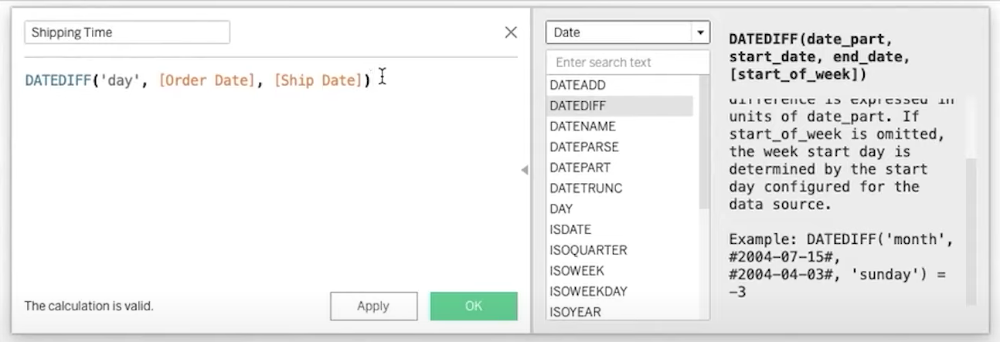 Shipping Time
DATEDIFF('day', [Order Date], [Ship Date])
The calculation is valid.
Apply
OK
Date
Enter search text
DATEADD
DATEDIFF
DATENAME
DATEPARSE
DATEPART
DATETRUNC
DAY
ISDATE
ISOQUARTER
ISOWEEK
ISOWEEKDAY
ISOYEAR
DATEDIFF(date_part,
start_date, end_date,
[start_of_week])
difference is expressed in
units of date_part. If
start_of_week is omitted,
the week start day is
determined by the start
day configured for the
data source.
Example: DATEDIFF('month',
#2004-07-15#,
#2004-04-03#, 'sunday') =
-3